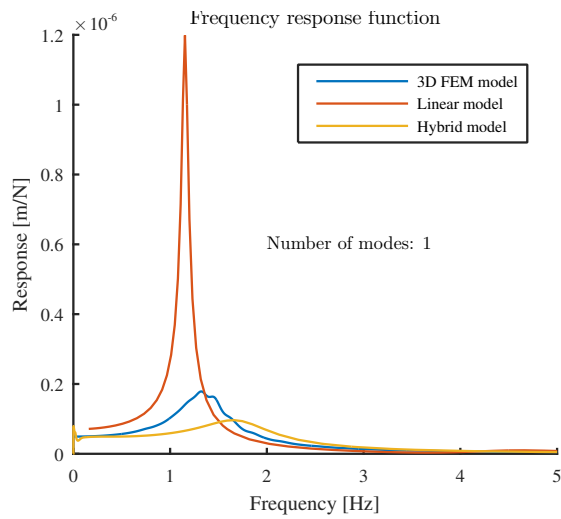 Frequency response function
×10⁻⁶
1.2
1
0.8
0.6
0.4
0.2
0
Response [m/N]
3D FEM model
Linear model
Hybrid model
Number of modes: 1
0 1 2 3 4 5
Frequency [Hz]